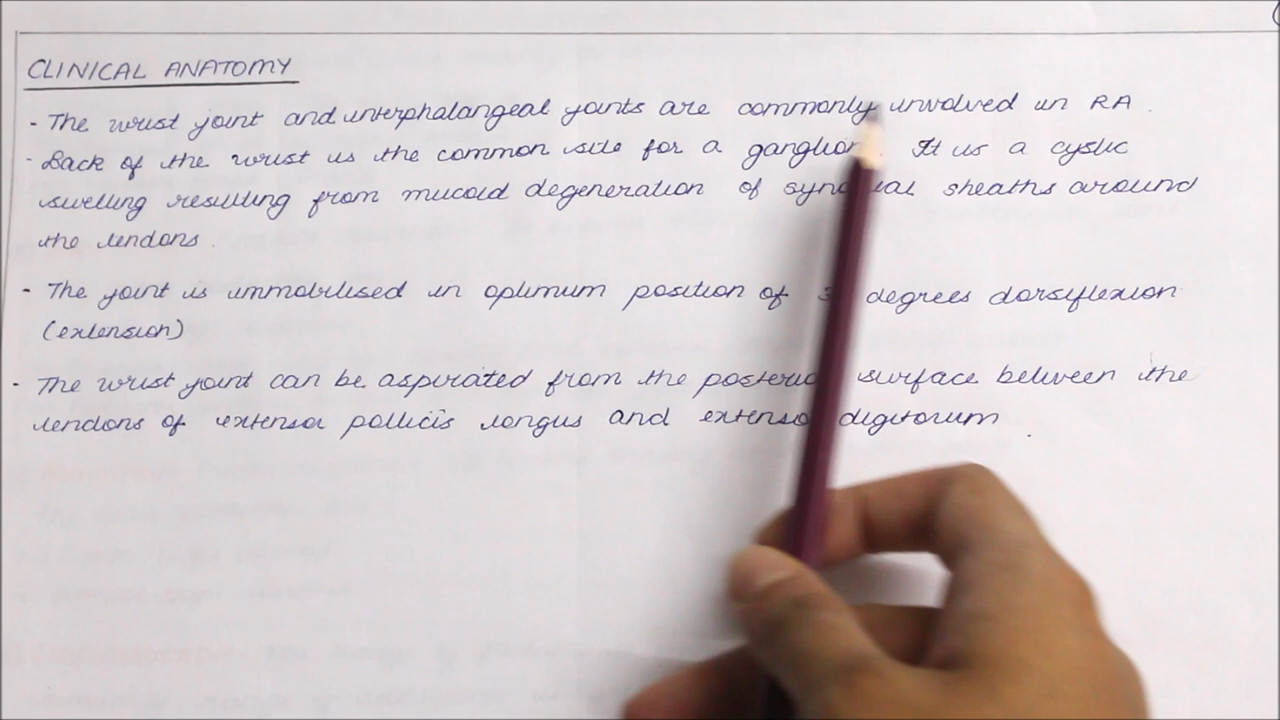 CLINICAL ANATOMY
- The wrist joint and interphalangeal joints are commonly involved in RA.
- Back of the wrist is the common site for a ganglion. It is a cystic
swelling resulting from mucoid degeneration of synovial sheaths around
the tendons.
- The joint is immobilised in optimum position of degrees dorsiflexion
(extension)
- The wrist joint can be aspirated from the posterior surface between the
tendons of extensor pollicis longus and extensor digitorum.